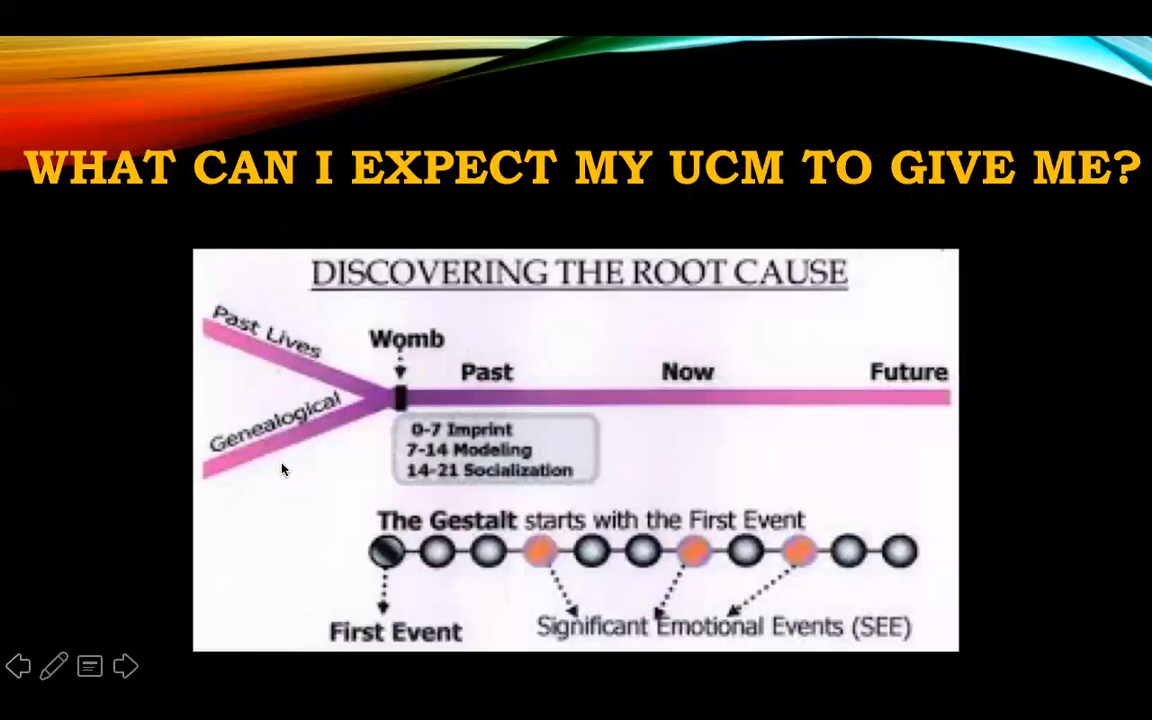 WHAT CAN I EXPECT MY UCM TO GIVE ME?
DISCOVERING THE ROOT CAUSE
Past Lives
Womb
Past
Now
Future
Genealogical
0-7 Imprint
7-14 Modeling
14-21 Socialization
The Gestalt starts with the First Event
First Event
Significant Emotional Events (SEE)